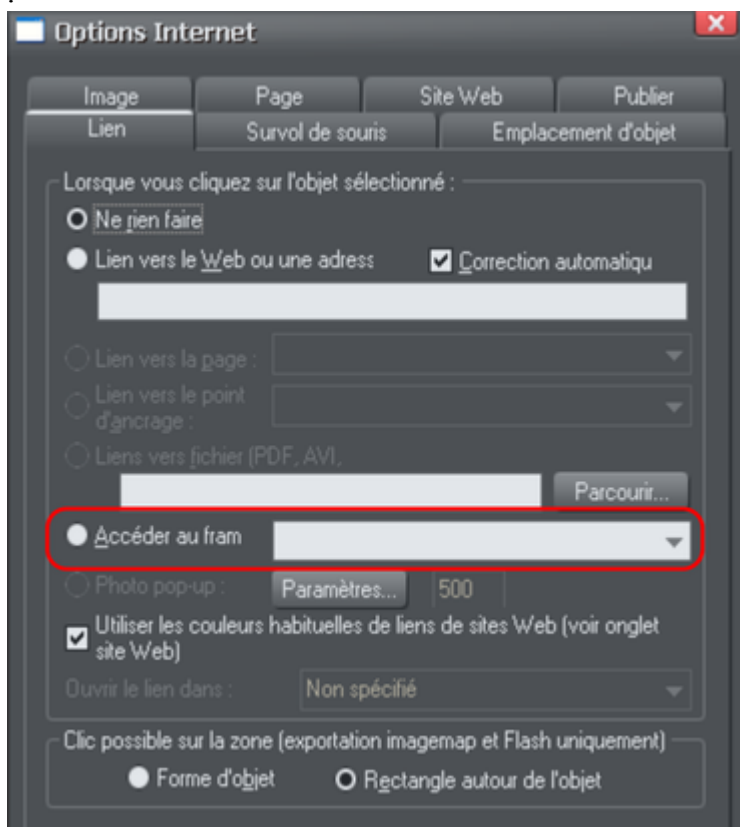 Options Internet
Image Page Site Web Publier
Lien Survol de souris Emplacement d'objet
Lorsque vous cliquez sur l'objet sélectionné :
Ne rien faire
Lien vers le Web ou une adress Correction automatiqu
Lien vers la page :
Lien vers le point
d'ancrage :
Liens vers fichier (PDF, AVI,
Parcourir...
Accéder au fram
Photo pop-up : Paramètres... 500
Utiliser les couleurs habituelles de liens de sites Web (voir onglet
site Web)
Ouvrir le lien dans : Non spécifié
Clic possible sur la zone (exportation imagemap et Flash uniquement)
Forme d'objet Rectangle autour de l'objet